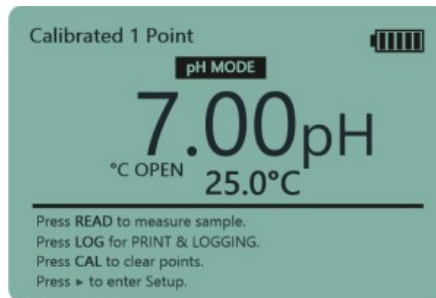 Calibrated 1 Point
pH MODE
7.00pH
°C OPEN 25.0°C
Press READ to measure sample.
Press LOG for PRINT & LOGGING.
Press CAL to clear points.
Press ► to enter Setup.